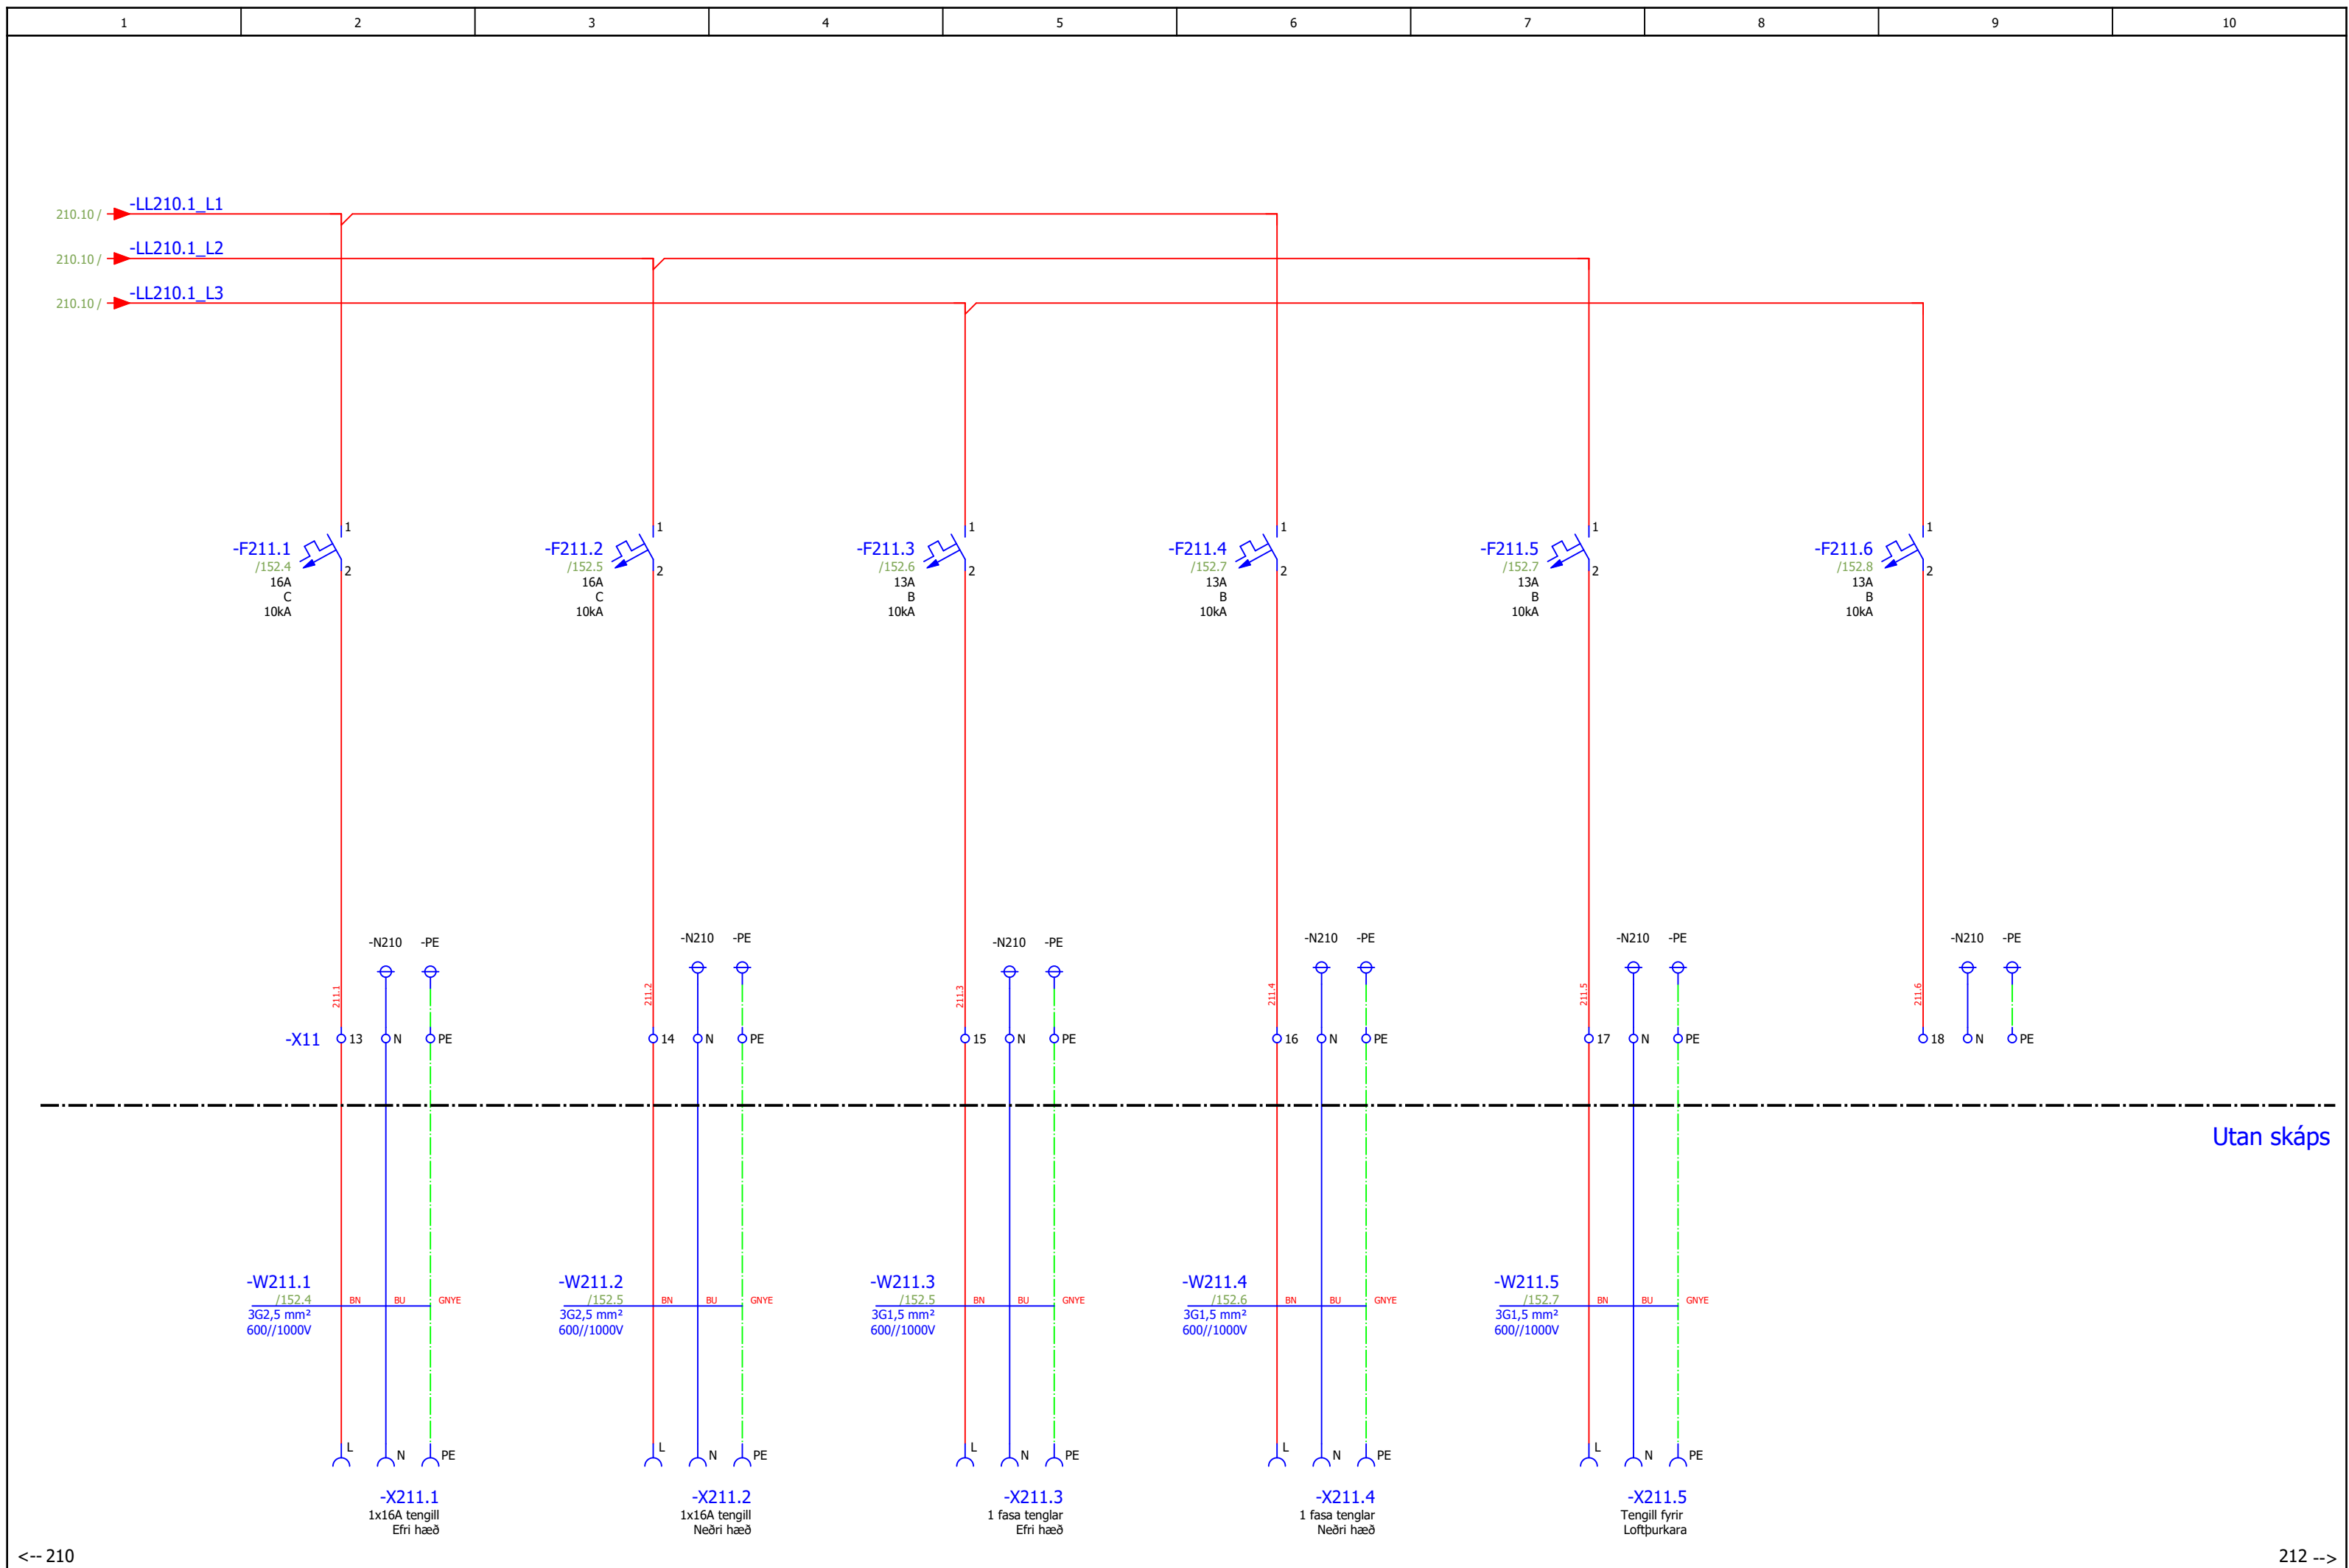 1 2 3 4 5 6 7 8 9 10
210.10 / -LL210.1_L1
210.10 / -LL210.1_L2
210.10 / -LL210.1_L3
1 1 1 1 1 1
-F211.1 -F211.2 -F211.3 -F211.4 -F211.5 -F211.6
/152.4 /152.5 /152.6 /152.7 /152.7 /152.8
2 2 2 2 2 2
16A 16A 13A 13A 13A 13A
C C B B B B
10kA 10kA 10kA 10kA 10kA 10kA
-N210 -PE -N210 -PE -N210 -PE -N210 -PE -N210 -PE -N210 -PE
211.1 211.2 211.3 211.4 211.5 211.6
-X11 13 N PE 14 N PE 15 N PE 16 N PE 17 N PE 18 N PE
Utan skáps
-W211.1 -W211.2 -W211.3 -W211.4 -W211.5
/152.4 BN BU GNYE /152.5 BN BU GNYE /152.5 BN BU GNYE /152.6 BN BU GNYE /152.7 BN BU GNYE
3G2,5 mm² 3G2,5 mm² 3G1,5 mm² 3G1,5 mm² 3G1,5 mm²
600//1000V 600//1000V 600//1000V 600//1000V 600//1000V
L N PE L N PE L N PE L N PE L N PE
-X211.1 -X211.2 -X211.3 -X211.4 -X211.5
1x16A tengill 1x16A tengill 1 fasa tenglar 1 fasa tenglar Tengill fyrir
Efri hæð Neðri hæð Efri hæð Neðri hæð Loftþurkara
<-- 210 212 -->